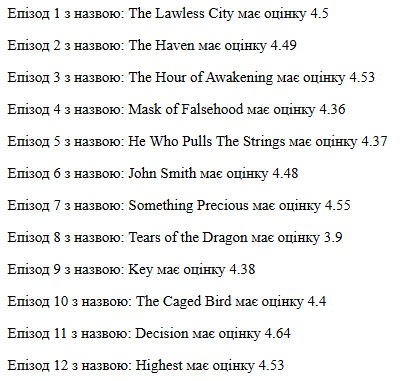 Епізод 1 з назвою: The Lawless City має оцінку 4.5
Епізод 2 з назвою: The Haven має оцінку 4.49
Епізод 3 з назвою: The Hour of Awakening має оцінку 4.53
Епізод 4 з назвою: Mask of Falsehood має оцінку 4.36
Епізод 5 з назвою: He Who Pulls The Strings має оцінку 4.37
Епізод 6 з назвою: John Smith має оцінку 4.48
Епізод 7 з назвою: Something Precious має оцінку 4.55
Епізод 8 з назвою: Tears of the Dragon має оцінку 3.9
Епізод 9 з назвою: Key має оцінку 4.38
Епізод 10 з назвою: The Caged Bird має оцінку 4.4
Епізод 11 з назвою: Decision має оцінку 4.64
Епізод 12 з назвою: Highest має оцінку 4.53